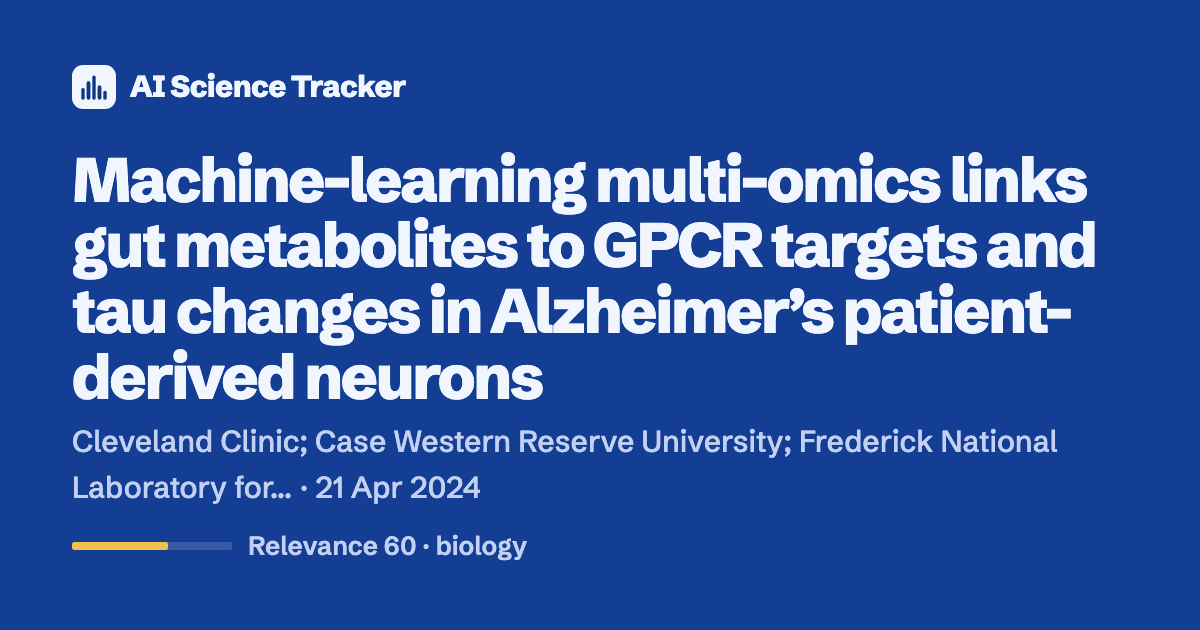 AI Science Tracker
Machine-learning multi-omics links
gut metabolites to GPCR targets and
tau changes in Alzheimer’s patient-
derived neurons
Cleveland Clinic; Case Western Reserve University; Frederick National
Laboratory for... · 21 Apr 2024
Relevance 60 · biology